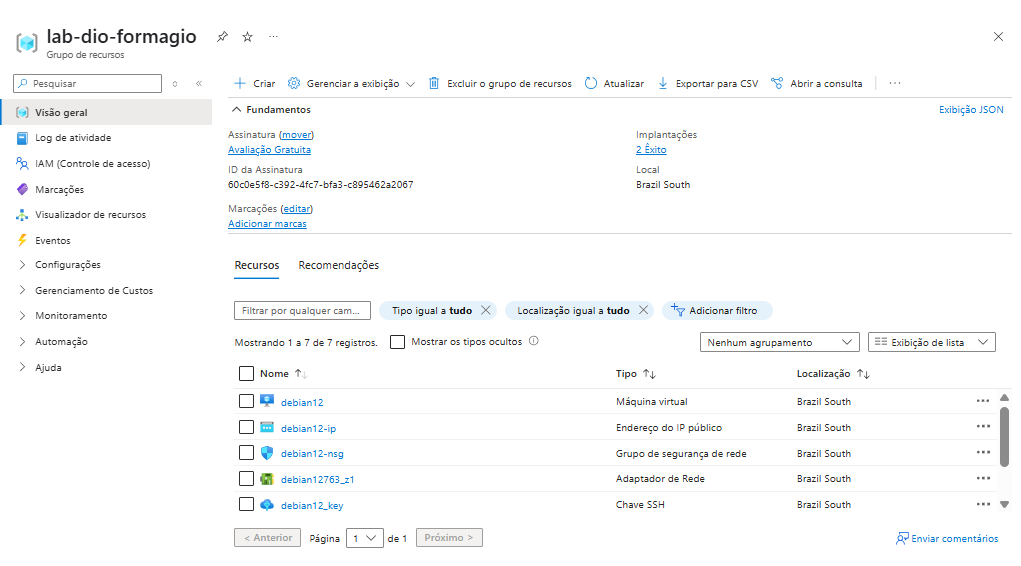 lab-dio-formagio
Grupo de recursos
Pesquisar
Visão geral
Log de atividade
IAM (Controle de acesso)
Marcações
Visualizador de recursos
Eventos
Configurações
Gerenciamento de Custos
Monitoramento
Automação
Ajuda
Criar Gerenciar a exibição Excluir o grupo de recursos Atualizar Exportar para CSV Abrir a consulta
Fundamentos Exibição JSON
Assinatura (mover)
Avaliação Gratuita
ID da Assinatura
60c0e5f8-c392-4fc7-bfa3-c895462a2067
Marcações (editar)
Adicionar marcas
Implantações
2 Êxito
Local
Brazil South
Recursos Recomendações
Filtrar por qualquer cam... Tipo igual a tudo Localização igual a tudo Adicionar filtro
Mostrando 1 a 7 de 7 registros. Mostrar os tipos ocultos Nenhum agrupamento Exibição de lista
Nome Tipo Localização
debian12 Máquina virtual Brazil South
debian12-ip Endereço do IP público Brazil South
debian12-nsg Grupo de segurança de rede Brazil South
debian12763_z1 Adaptador de Rede Brazil South
debian12_key Chave SSH Brazil South
< Anterior Página 1 de 1 Próximo > Enviar comentários